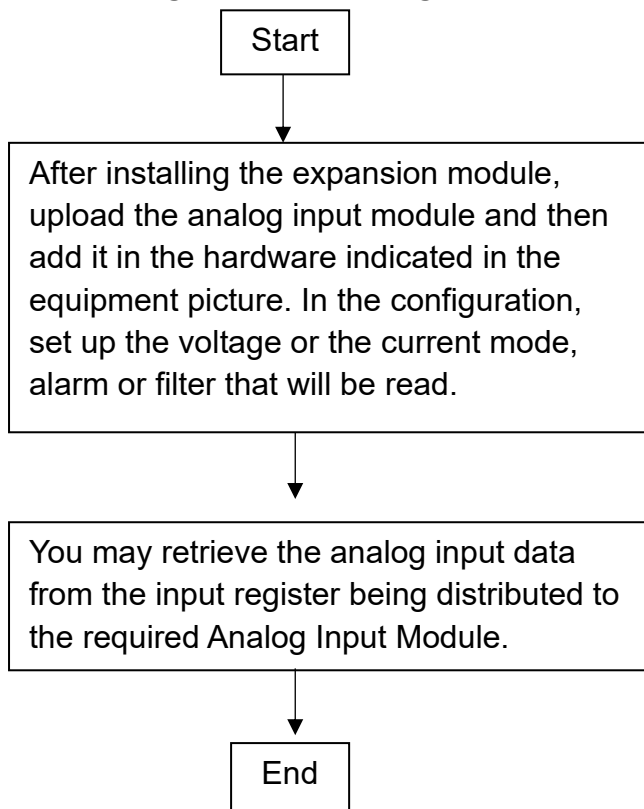 Start
After installing the expansion module,
upload the analog input module and then
add it in the hardware indicated in the
equipment picture. In the configuration,
set up the voltage or the current mode,
alarm or filter that will be read.
You may retrieve the analog input data
from the input register being distributed to
the required Analog Input Module.
End